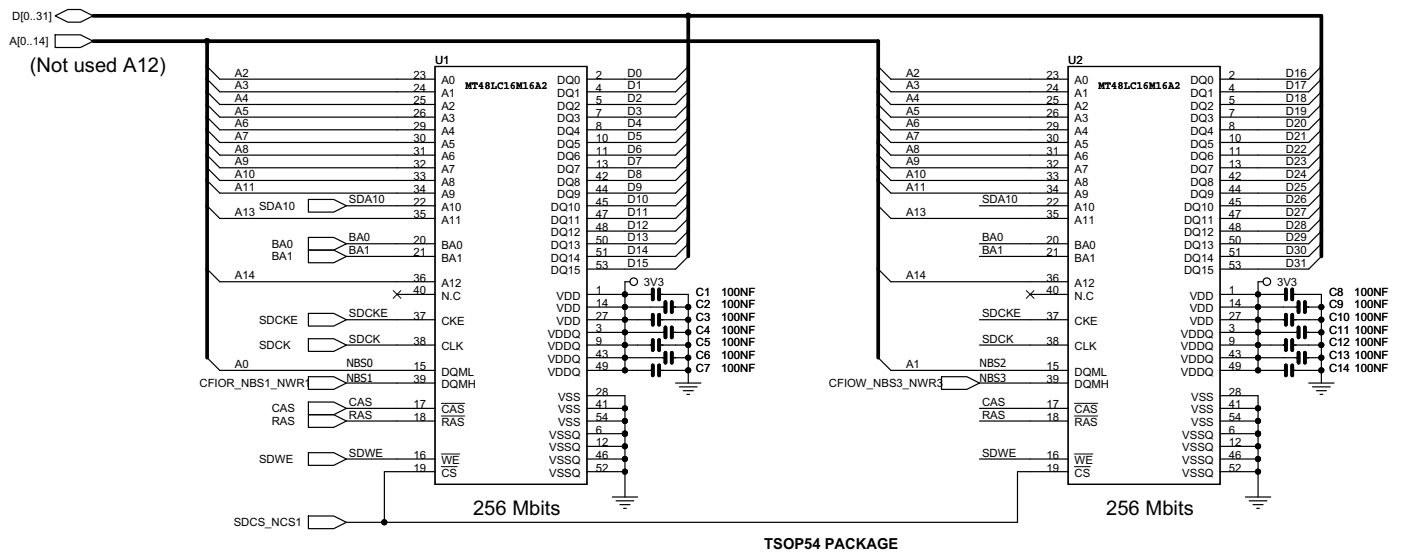 D[0..31]
A[0..14]
(Not used A12)
U1
MT48LC16M16A2
A2 23 A0 DQ0 2 D0
A3 24 A1 DQ1 4 D1
A4 25 A2 DQ2 5 D2
A5 26 A3 DQ3 7 D3
A6 29 A4 DQ4 8 D4
A7 30 A5 DQ5 10 D5
A8 31 A6 DQ6 11 D6
A9 32 A7 DQ7 13 D7
A10 33 A8 DQ8 42 D8
A11 34 A9 DQ9 44 D9
SDA10 SDA10 22 A10 DQ10 45 D10
A13 35 A11 DQ11 47 D11
DQ12 48 D12
BA0 BA0 20 BA0 DQ13 50 D13
BA1 BA1 21 BA1 DQ14 51 D14
DQ15 53 D15
A14 36 A12
3V3
40 N.C VDD 1 C1 100NF
VDD 14 C2 100NF
SDCKE SDCKE 37 CKE VDD 27 C3 100NF
VDDQ 3 C4 100NF
SDCK SDCK 38 CLK VDDQ 9 C5 100NF
VDDQ 43 C6 100NF
A0 NBS0 15 DQML VDDQ 49 C7 100NF
CFIOR_NBS1_NWR1 NBS1 39 DQMH
VSS 28
CAS CAS 17 CAS VSS 41
RAS RAS 18 RAS VSS 54
VSSQ 6
VSSQ 12
SDWE SDWE 16 WE VSSQ 46
19 CS VSSQ 52
256 Mbits
SDCS_NCS1
U2
MT48LC16M16A2
A2 23 A0 DQ0 2 D16
A3 24 A1 DQ1 4 D17
A4 25 A2 DQ2 5 D18
A5 26 A3 DQ3 7 D19
A6 29 A4 DQ4 8 D20
A7 30 A5 DQ5 10 D21
A8 31 A6 DQ6 11 D22
A9 32 A7 DQ7 13 D23
A10 33 A8 DQ8 42 D24
A11 34 A9 DQ9 44 D25
SDA10 22 A10 DQ10 45 D26
A13 35 A11 DQ11 47 D27
DQ12 48 D28
BA0 20 BA0 DQ13 50 D29
BA1 21 BA1 DQ14 51 D30
DQ15 53 D31
A14 36 A12
3V3
40 N.C VDD 1 C8 100NF
VDD 14 C9 100NF
SDCKE 37 CKE VDD 27 C10 100NF
VDDQ 3 C11 100NF
SDCK 38 CLK VDDQ 9 C12 100NF
VDDQ 43 C13 100NF
A1 NBS2 15 DQML VDDQ 49 C14 100NF
CFIOW_NBS3_NWR3 NBS3 39 DQMH
VSS 28
CAS 17 CAS VSS 41
RAS 18 RAS VSS 54
VSSQ 6
VSSQ 12
SDWE 16 WE VSSQ 46
19 CS VSSQ 52
256 Mbits
TSOP54 PACKAGE